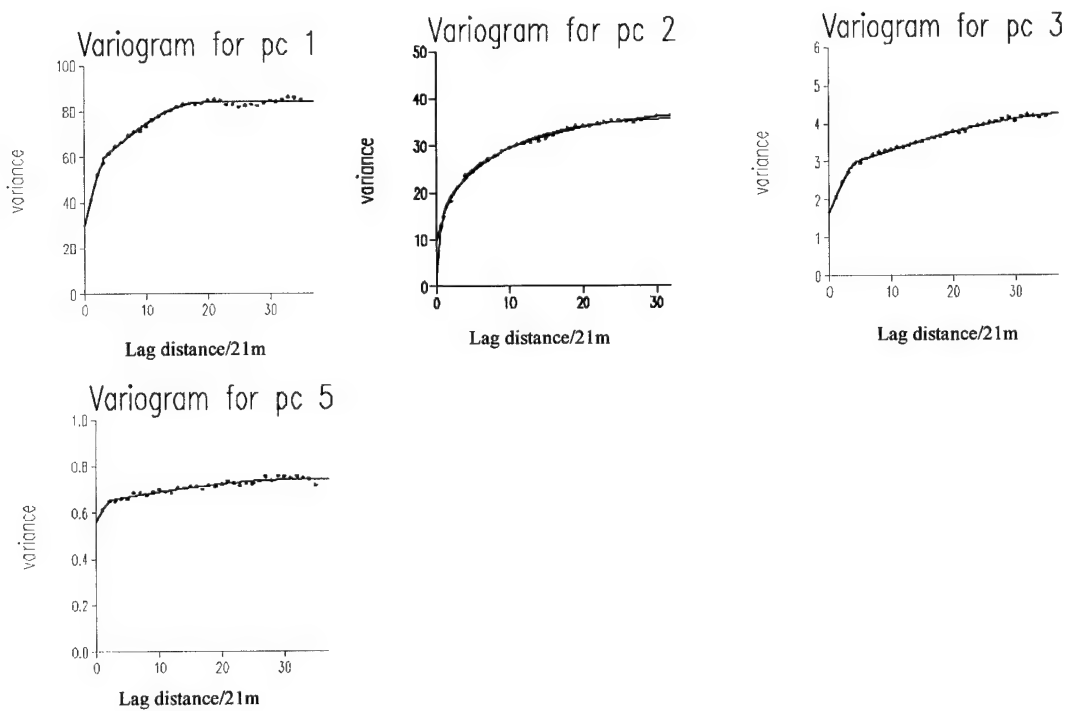 Variogram for pc 1
100
80
60
40
20
0
variance
0 10 20 30
Lag distance/21m
Variogram for pc 2
50
40
30
20
10
0
variance
0 10 20 30
Lag distance/21m
Variogram for pc 3
6
5
4
3
2
1
0
variance
0 10 20 30
Lag distance/21m
Variogram for pc 5
1.0
0.8
0.6
0.4
0.2
0.0
variance
0 10 20 30
Lag distance/21m